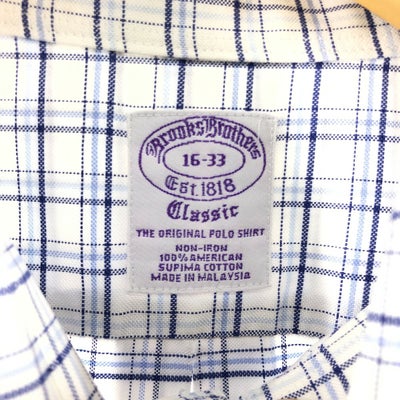 Brooks Brothers
16-33
Est. 1818
Classic
THE ORIGINAL POLO SHIRT
NON-IRON
100% AMERICAN
SUPIMA COTTON
MADE IN MALAYSIA